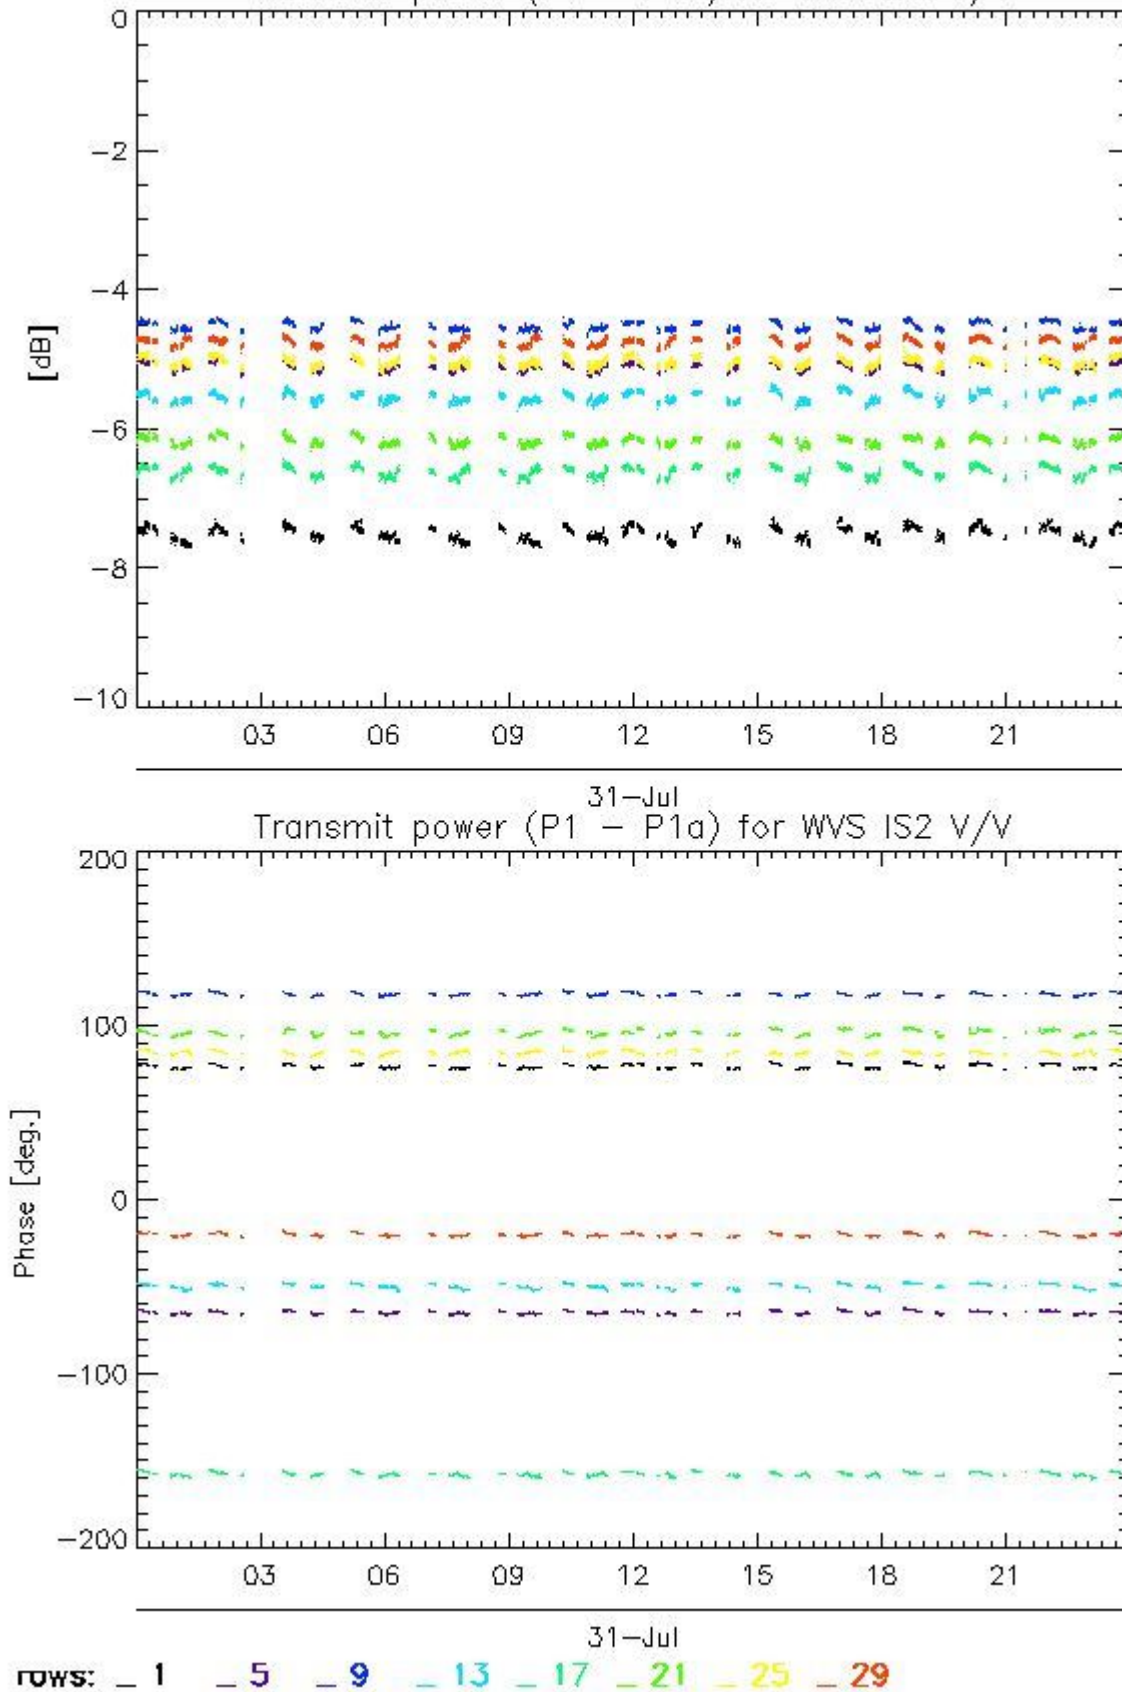 0
-2
-4
[dB]
-6
-8
-10
03 06 09 12 15 18 21
31-Jul
Transmit power (P1 - P1a) for WVS IS2 V/V
200
100
Phase [deg.]
0
-100
-200
03 06 09 12 15 18 21
31-Jul
rows: _ 1 _ 5 _ 9 _ 13 _ 17 _ 21 _ 25 _ 29